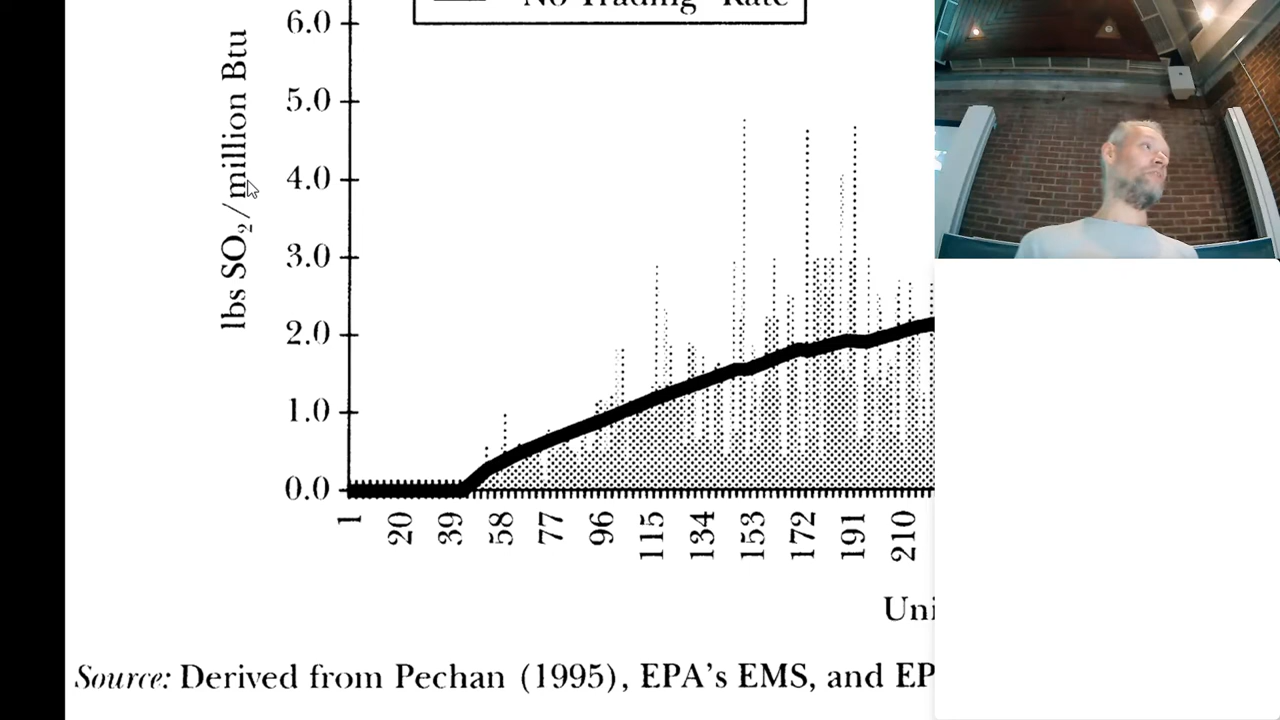 "No-Trading" Rate
6.0
5.0
4.0
3.0
2.0
1.0
0.0
lbs SO₂/million Btu
1 20 39 58 77 96 115 134 153 172 191 210
Source: Derived from Pechan (1995), EPA's EMS, and EP